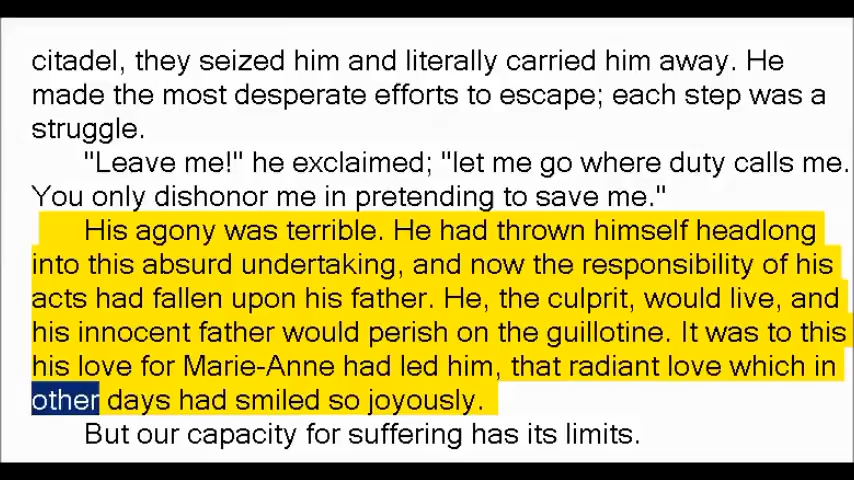 citadel, they seized him and literally carried him away. He
made the most desperate efforts to escape; each step was a
struggle.
"Leave me!" he exclaimed; "let me go where duty calls me.
You only dishonor me in pretending to save me."
His agony was terrible. He had thrown himself headlong
into this absurd undertaking, and now the responsibility of his
acts had fallen upon his father. He, the culprit, would live, and
his innocent father would perish on the guillotine. It was to this
his love for Marie-Anne had led him, that radiant love which in
other days had smiled so joyously.
But our capacity for suffering has its limits.